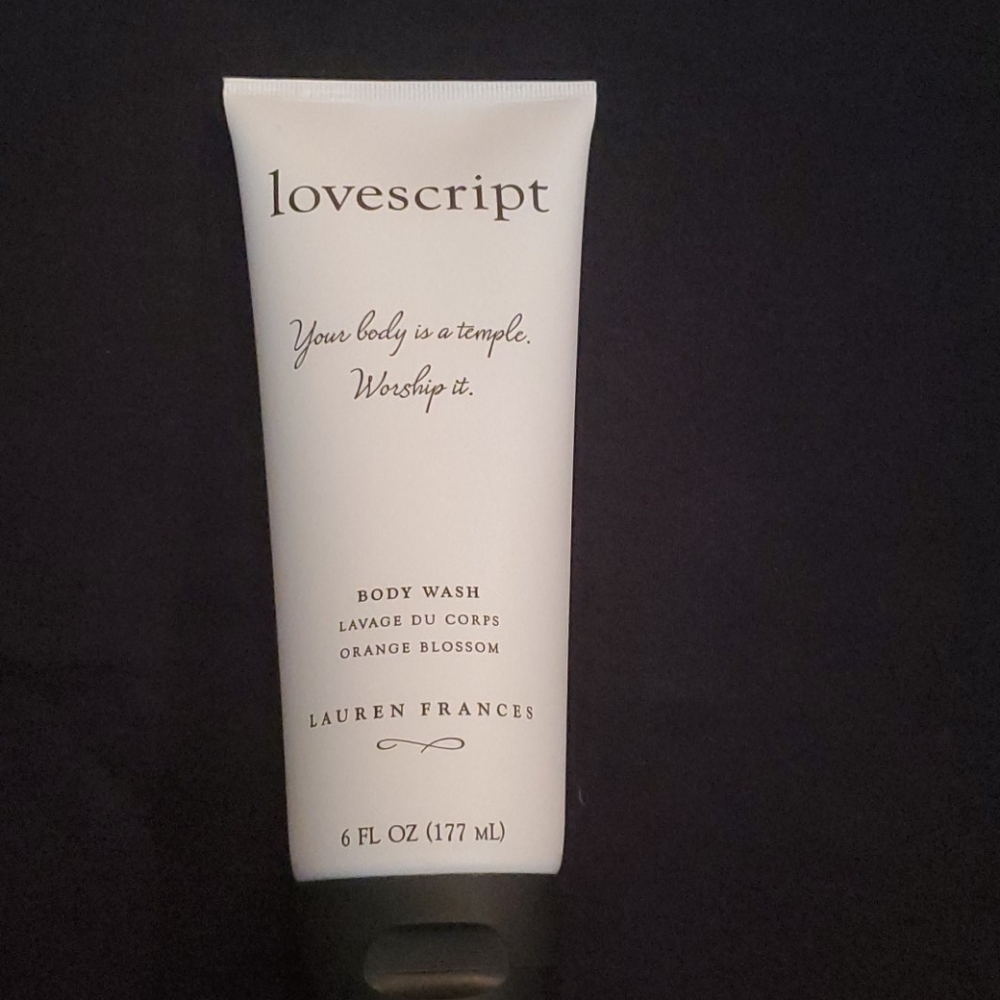 lovescript
Your body is a temple.
Worship it.
BODY WASH
LAVAGE DU CORPS
ORANGE BLOSSOM
LAUREN FRANCES
6 FL OZ (177 mL)